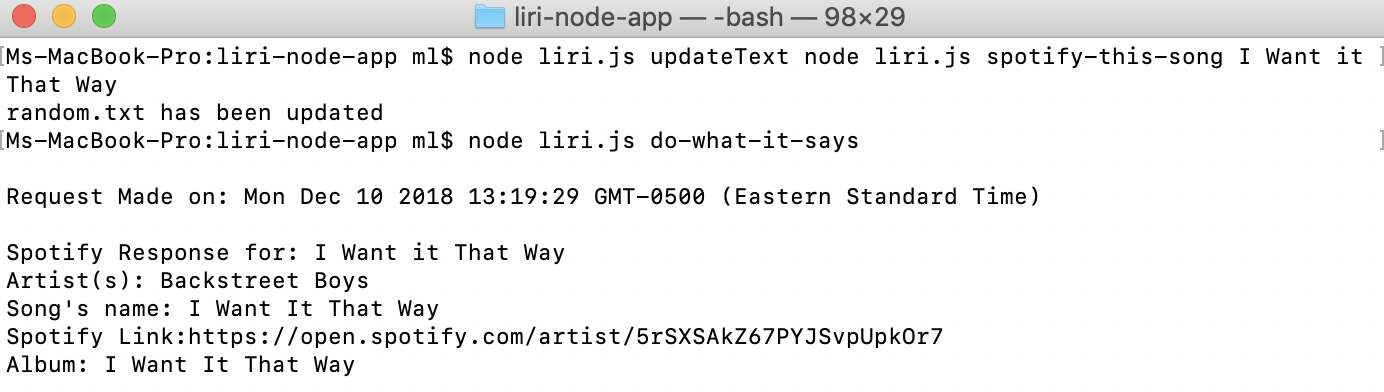 liri-node-app — -bash — 98×29
[Ms-MacBook-Pro:liri-node-app ml$ node liri.js updateText node liri.js spotify-this-song I Want it ]
That Way
random.txt has been updated
[Ms-MacBook-Pro:liri-node-app ml$ node liri.js do-what-it-says ]
Request Made on: Mon Dec 10 2018 13:19:29 GMT-0500 (Eastern Standard Time)
Spotify Response for: I Want it That Way
Artist(s): Backstreet Boys
Song's name: I Want It That Way
Spotify Link:https://open.spotify.com/artist/5rSXSAkZ67PYJSvpUpkOr7
Album: I Want It That Way